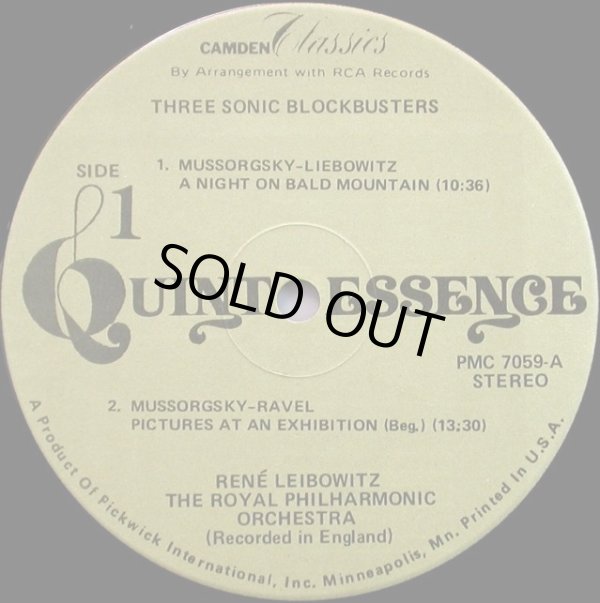 CAMDEN Classics
By Arrangement with RCA Records
THREE SONIC BLOCKBUSTERS
SIDE
1
1. MUSSORGSKY-LIEBOWITZ
A NIGHT ON BALD MOUNTAIN (10:36)
QUINTESSENCE
SOLD OUT
PMC 7059-A
STEREO
2. MUSSORGSKY-RAVEL
PICTURES AT AN EXHIBITION (Beg.) (13:30)
RENÉ LEIBOWITZ
THE ROYAL PHILHARMONIC
ORCHESTRA
(Recorded in England)
A Product Of Pickwick International, Inc. Minneapolis, Mn. Printed In U.S.A.